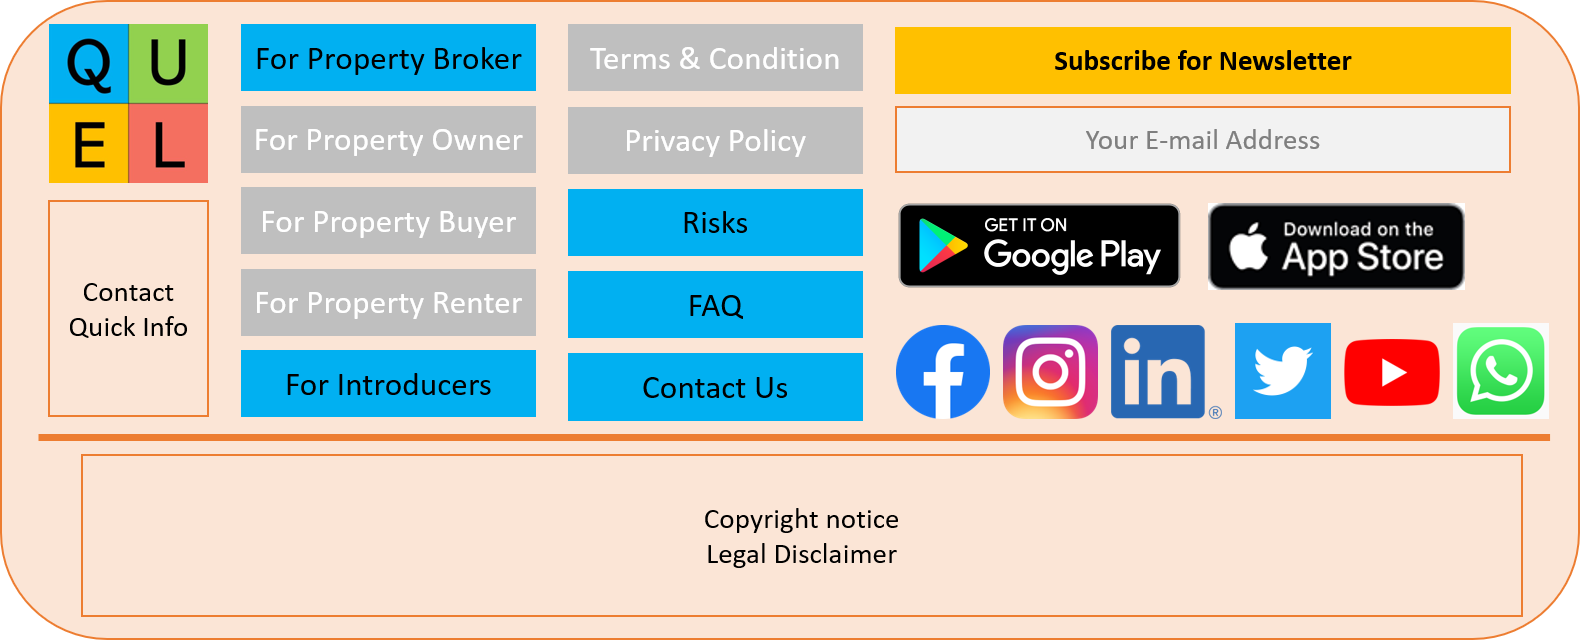 Q U
E L
Contact
Quick Info
For Property Broker
For Property Owner
For Property Buyer
For Property Renter
For Introducers
Terms & Condition
Privacy Policy
Risks
FAQ
Contact Us
Subscribe for Newsletter
Your E-mail Address
GET IT ON
Google Play
Download on the
App Store
in ®
Copyright notice
Legal Disclaimer